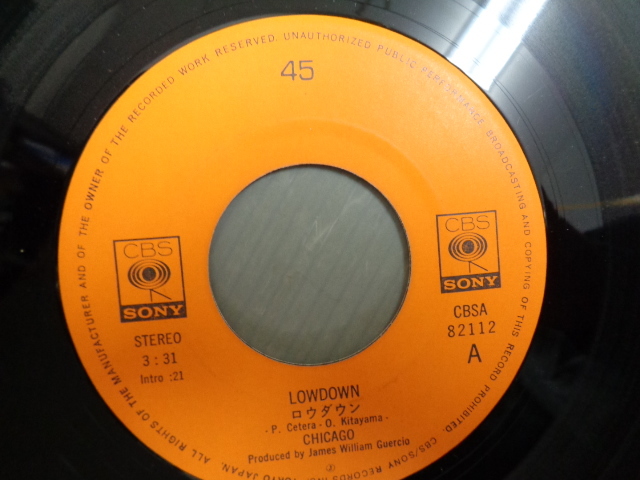 45
ALL RIGHTS OF THE MANUFACTURER AND OF THE OWNER OF THE RECORDED WORK RESERVED. UNAUTHORIZED PUBLIC PERFORMANCE BROADCASTING AND COPYING OF THIS RECORD PROHIBITED. CBS/SONY RECORDS INC. TOKYO JAPAN.
CBS
SONY
STEREO
3:31
Intro :21
CBS
SONY
CBSA
82112
A
LOWDOWN
ロウダウン
- P. Cetera - O. Kitayama -
CHICAGO
Produced by James William Guercio
Ⓟ